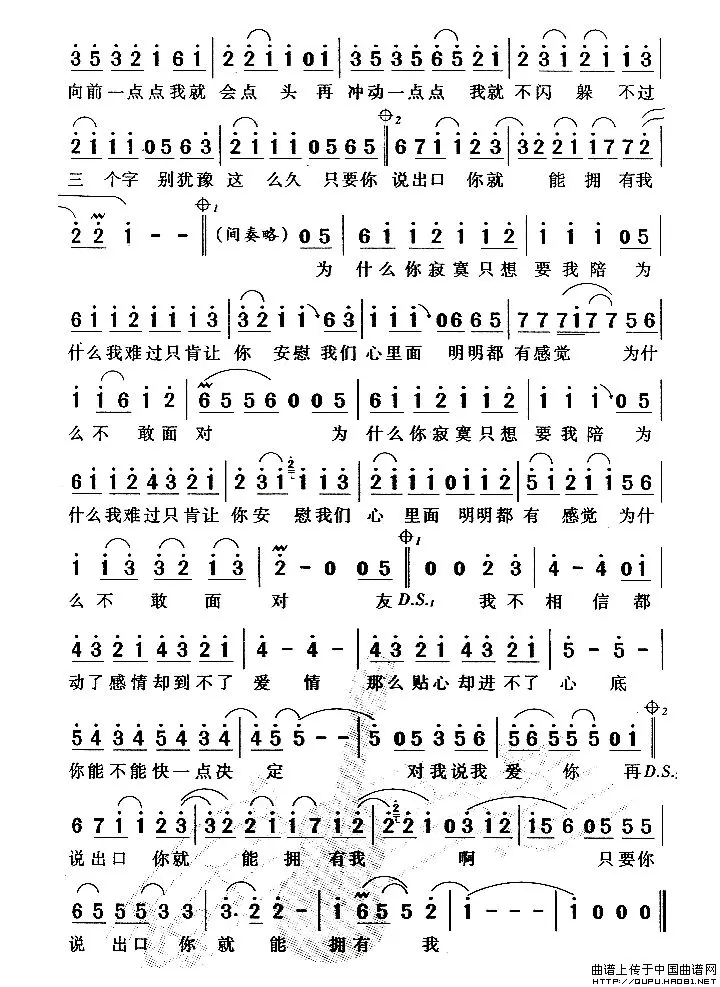 3 5 3 2 1 6 1 | 2 2 1 1 0 1 | 3 5 3 5 6 5 2 1 | 2 3 1 2 1 1 3
向前一点点我就 会点 头 再 冲动一点点 我就 不闪 躲 不过
2 1 1 1 0 5 6 3 | 2 1 1 1 0 5 6 5 𝄌2 6 7 1 1 2 3 | 3 2 2 1 1 7 7 2
三 个字 别犹豫 这 么久 只要你 说出口 你就 能 拥 有我
2 2 1 - - 𝄌1 (间奏略) 0 5 | 6 1 1 2 1 1 1 2 | 1 1 1 0 5
为 什么你寂寞只想 要我陪 为
6 1 1 2 1 1 1 3 | 3 2 1 1 6 3 | 1 1 1 0 6 6 5 | 7 7 7 1 7 7 5 6
什么我难过只肯让 你 安慰 我们 心里面 明明都 有感觉 为什
1 1 6 1 2 | 6 5 5 6 0 0 5 | 6 1 1 2 1 1 1 2 | 1 1 1 0 5
么 不 敢面 对 为 什么你寂寞只想 要我陪 为
6 1 1 2 4 3 2 1 | 2 3 1 2 1 1 3 | 2 1 1 1 0 1 1 2 | 5 1 2 1 1 5 6
什么我难过只肯让 你安 慰我们 心 里面 明明都 有 感觉 为什
1 1 3 3 2 1 3 | 2 - 0 0 5 𝄌1 0 0 2 3 | 4 - 4 0 1
么 不 敢 面 对 友D.S.1 我 不 相 信 都
4 3 2 1 4 3 2 1 | 4 - 4 - | 4 3 2 1 4 3 2 1 | 5 - 5 -
动了感情却到不了 爱 情 那么贴心却进不了 心 底
5 4 3 4 5 4 3 4 | 4 5 5 - - | 5 0 5 3 5 6 | 5 6 5 5 5 0 1 𝄌2
你能不能快一点决 定 对我说我 爱 你 再D.S.
6 7 1 1 2 3 | 3 2 2 1 1 7 1 2 | 2 2 1 0 3 1 2 | 1 5 6 0 5 5 5
说出口 你就 能 拥 有我 啊 只要你
6 5 5 5 3 3 | 3. 2 2 - | 1 6 5 5 5 2 | 1 - - - | 1 0 0 0
说 出口你 就 能 拥有 我
曲谱上传于中国曲谱网
HTTP://QUPU.HAO81.NET